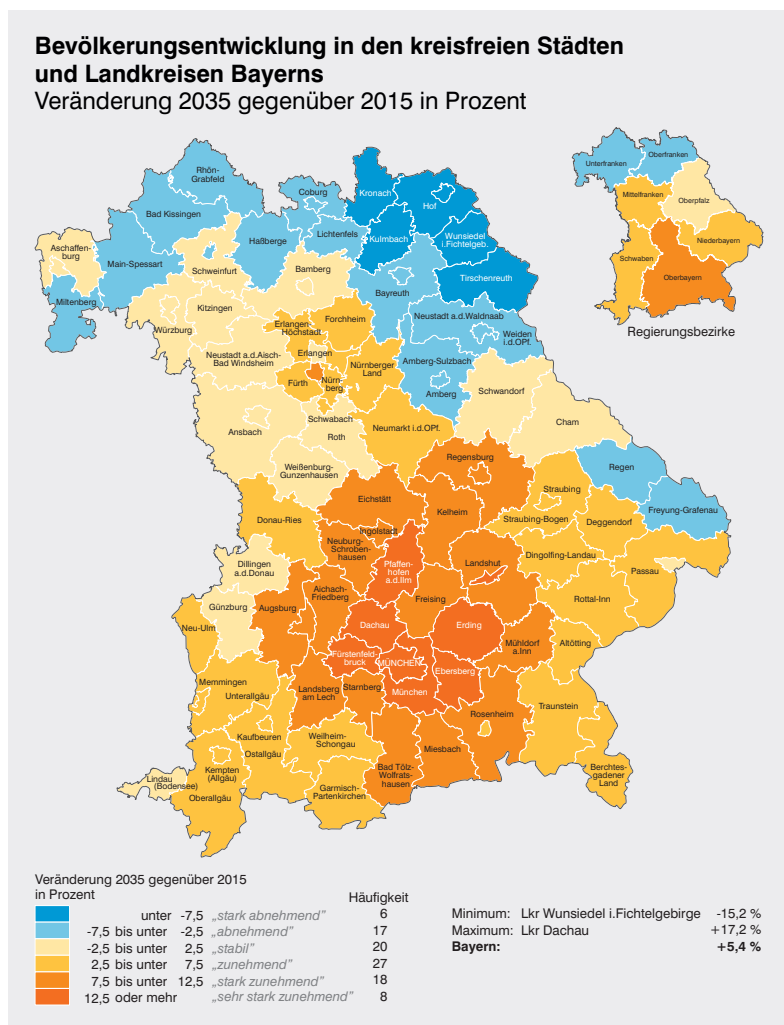 Bevölkerungsentwicklung in den kreisfreien Städten
und Landkreisen Bayerns
Veränderung 2035 gegenüber 2015 in Prozent
Unterfranken
Oberfranken
Mittelfranken
Oberpfalz
Niederbayern
Schwaben
Oberbayern
Regierungsbezirke
Rhön-
Grabfeld
Coburg
Kronach
Hof
Bad Kissingen
Haßberge
Lichtenfels
Kulmbach
Wunsiedel
i.Fichtelgeb.
Aschaffen-
burg
Main-Spessart
Schweinfurt
Bamberg
Tirschenreuth
Miltenberg
Bayreuth
Kitzingen
Würzburg
Erlangen-
Höchstadt
Forchheim
Neustadt a.d.Waldnaab
Weiden
i.d.OPf.
Neustadt a.d.Aisch-
Bad Windsheim
Erlangen
Nürnberger
Land
Amberg-Sulzbach
Fürth
Nürn-
berg
Amberg
Schwandorf
Schwabach
Ansbach
Roth
Neumarkt i.d.OPf.
Cham
Weißenburg-
Gunzenhausen
Regensburg
Regen
Eichstätt
Straubing
Freyung-Grafenau
Donau-Ries
Kelheim
Straubing-Bogen
Deggendorf
Ingolstadt
Neuburg-
Schroben-
hausen
Dingolfing-Landau
Dillingen
a.d.Donau
Pfaffen-
hofen
a.d.Ilm
Landshut
Passau
Aichach-
Friedberg
Freising
Rottal-Inn
Günzburg
Augsburg
Dachau
Erding
Neu-Ulm
Mühldorf
a.Inn
Altötting
Fürstenfeld-
bruck
MÜNCHEN
Ebersberg
Memmingen
Unterallgäu
Landsberg
am Lech
Starnberg
München
Traunstein
Rosenheim
Kaufbeuren
Weilheim-
Schongau
Ostallgäu
Miesbach
Bad Tölz-
Wolfrats-
hausen
Lindau
(Bodensee)
Kempten
(Allgäu)
Oberallgäu
Garmisch-
Partenkirchen
Berchtes-
gadener
Land
Veränderung 2035 gegenüber 2015
in Prozent
Häufigkeit
unter -7,5 „stark abnehmend” 6
-7,5 bis unter -2,5 „abnehmend” 17
-2,5 bis unter 2,5 „stabil” 20
2,5 bis unter 7,5 „zunehmend” 27
7,5 bis unter 12,5 „stark zunehmend” 18
12,5 oder mehr „sehr stark zunehmend” 8
Minimum: Lkr Wunsiedel i.Fichtelgebirge -15,2 %
Maximum: Lkr Dachau +17,2 %
Bayern: +5,4 %